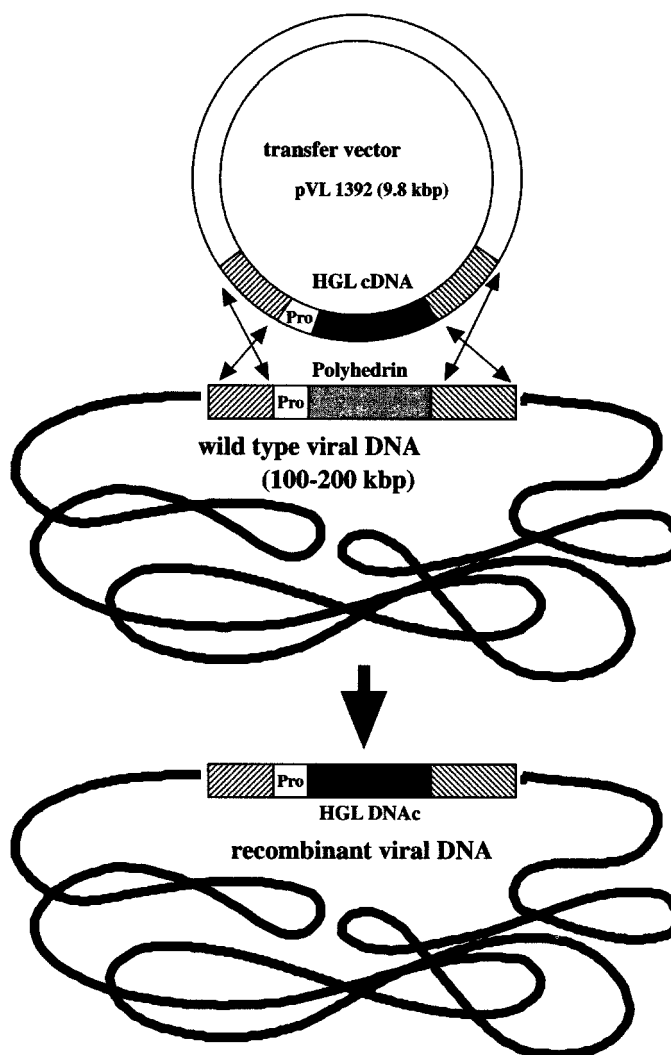 transfer vector
pVL 1392 (9.8 kbp)
HGL cDNA
Pro
Polyhedrin
Pro
wild type viral DNA
(100-200 kbp)
Pro
HGL DNAc
recombinant viral DNA